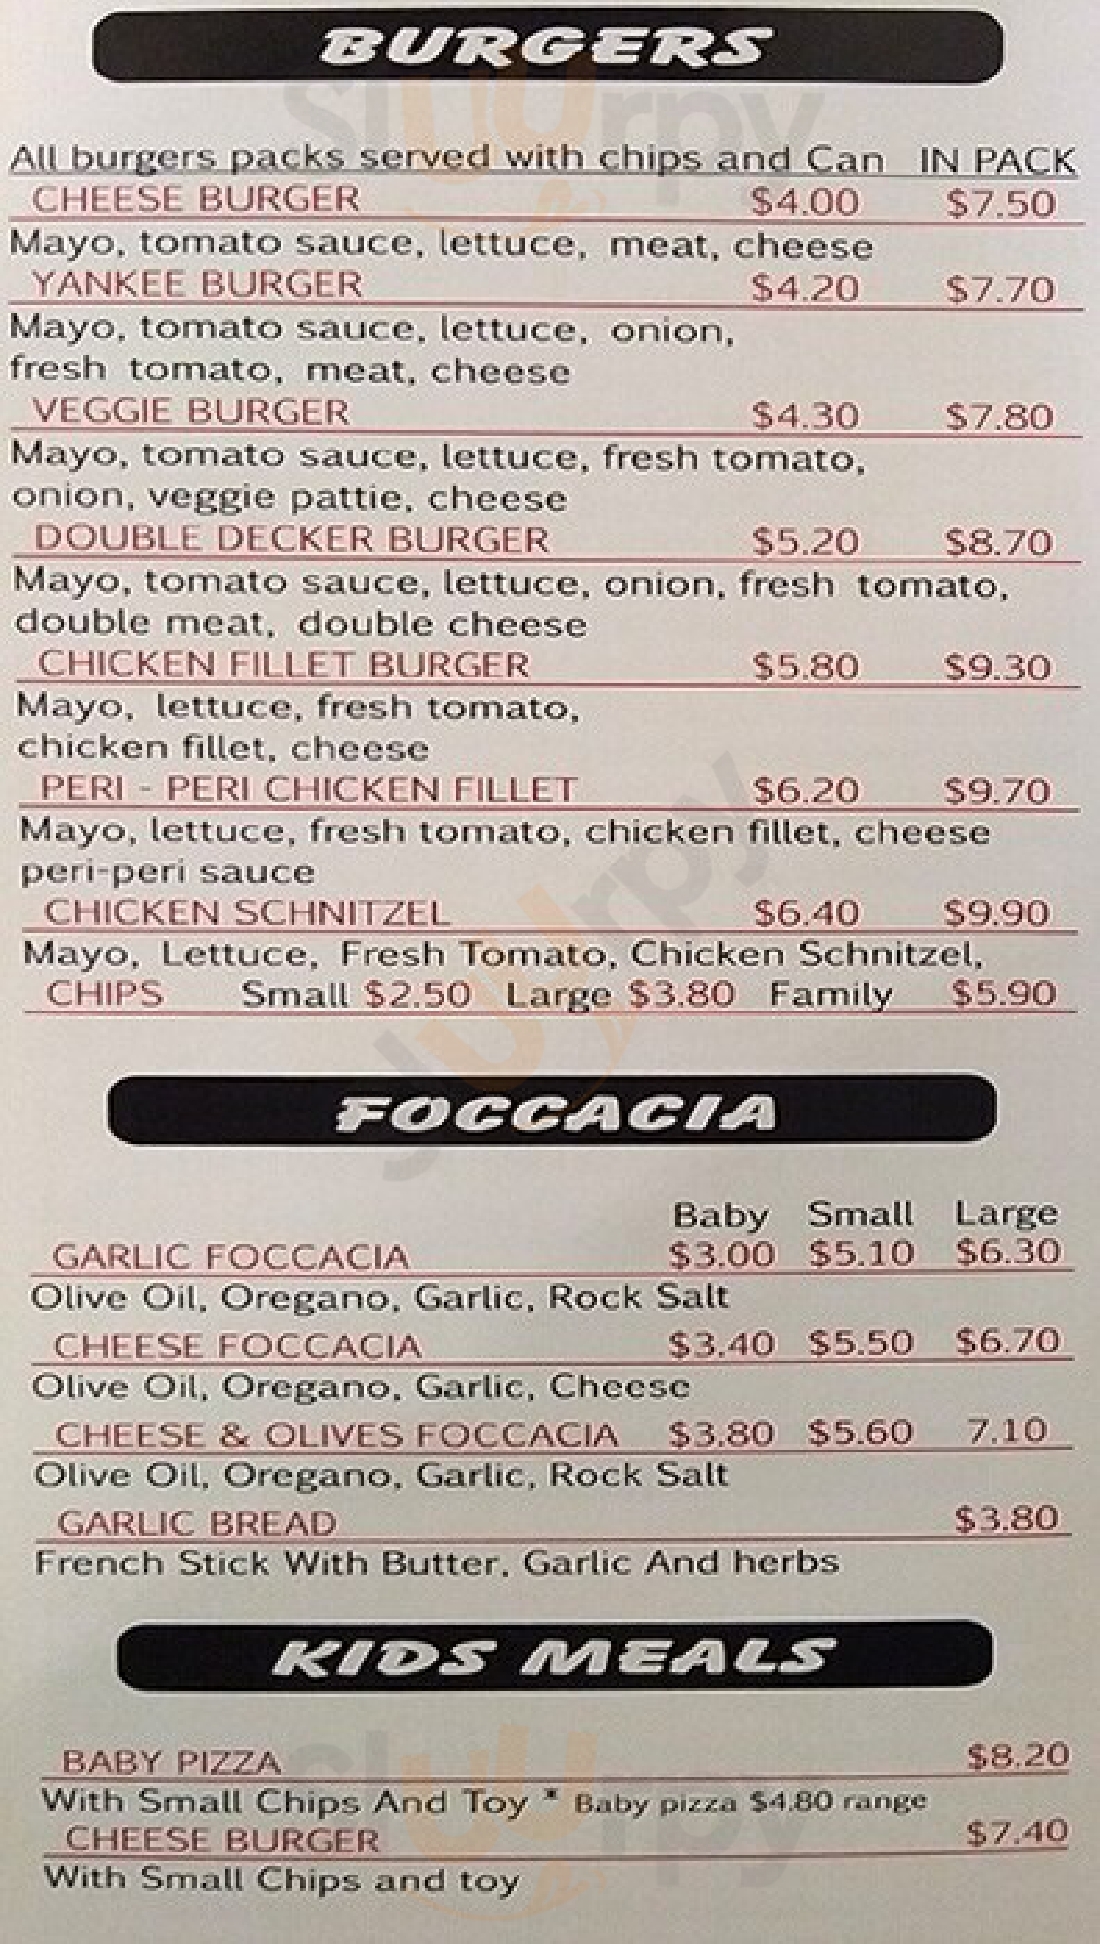 BURGERS
All burgers packs served with chips and Can IN PACK
CHEESE BURGER $4.00 $7.50
Mayo, tomato sauce, lettuce, meat, cheese
YANKEE BURGER $4.20 $7.70
Mayo, tomato sauce, lettuce, onion,
fresh tomato, meat, cheese
VEGGIE BURGER $4.30 $7.80
Mayo, tomato sauce, lettuce, fresh tomato,
onion, veggie pattie, cheese
DOUBLE DECKER BURGER $5.20 $8.70
Mayo, tomato sauce, lettuce, onion, fresh tomato,
double meat, double cheese
CHICKEN FILLET BURGER $5.80 $9.30
Mayo, lettuce, fresh tomato,
chicken fillet, cheese
PERI - PERI CHICKEN FILLET $6.20 $9.70
Mayo, lettuce, fresh tomato, chicken fillet, cheese
peri-peri sauce
CHICKEN SCHNITZEL $6.40 $9.90
Mayo, Lettuce, Fresh Tomato, Chicken Schnitzel,
CHIPS Small $2.50 Large $3.80 Family $5.90
FOCCACIA
Baby Small Large
GARLIC FOCCACIA $3.00 $5.10 $6.30
Olive Oil, Oregano, Garlic, Rock Salt
CHEESE FOCCACIA $3.40 $5.50 $6.70
Olive Oil, Oregano, Garlic, Cheese
CHEESE & OLIVES FOCCACIA $3.80 $5.60 7.10
Olive Oil, Oregano, Garlic, Rock Salt
GARLIC BREAD $3.80
French Stick With Butter, Garlic And herbs
KIDS MEALS
BABY PIZZA $8.20
With Small Chips And Toy * Baby pizza $4.80 range
CHEESE BURGER $7.40
With Small Chips and toy
slurpy
slurpy
slurpy